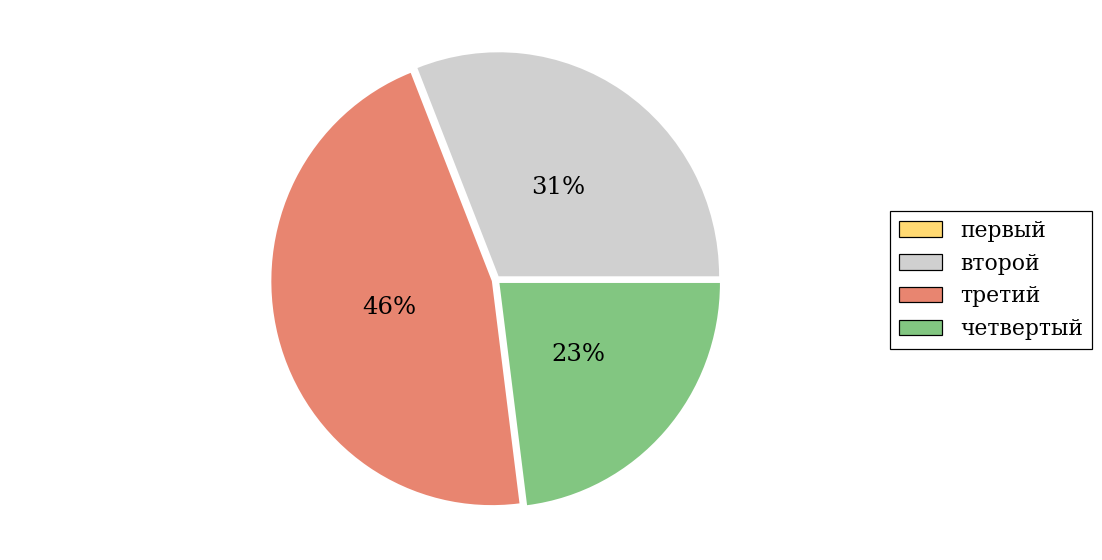 31%
46%
23%
первый
второй
третий
четвертый